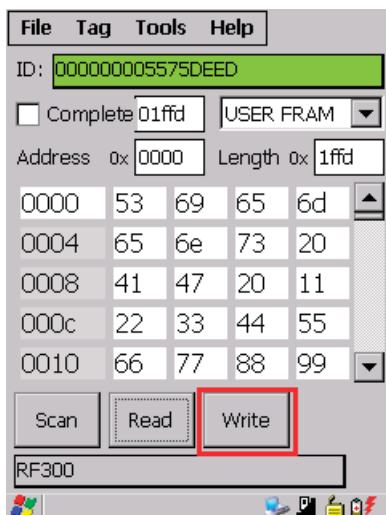 File Tag Tools Help
ID: 000000005575DEED
Complete 01ffd USER FRAM
Address 0x 0000 Length 0x 1ffd
0000 53 69 65 6d
0004 65 6e 73 20
0008 41 47 20 11
000c 22 33 44 55
0010 66 77 88 99
Scan Read Write
RF300